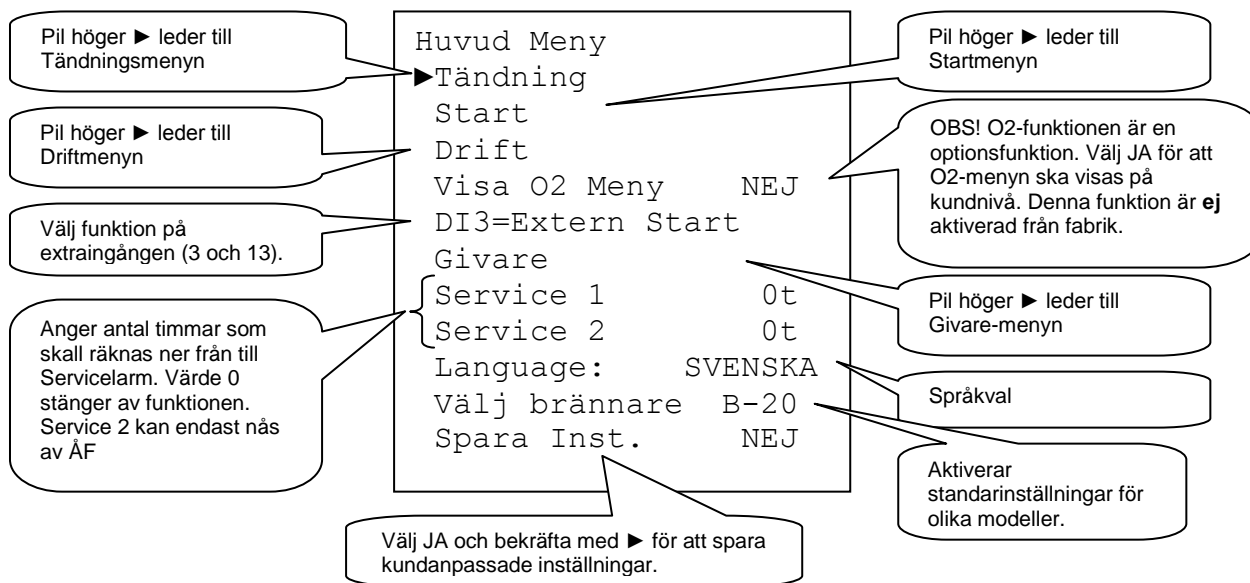 Pil höger ► leder till
Tändningsmenyn
Pil höger ► leder till
Driftmenyn
Välj funktion på
extraingången (3 och 13).
Anger antal timmar som
skall räknas ner från till
Servicelarm. Värde 0
stänger av funktionen.
Service 2 kan endast nås
av ÅF
Huvud Meny
►Tändning
Start
Drift
Visa O2 Meny NEJ
DI3=Extern Start
Givare
Service 1 0t
Service 2 0t
Language: SVENSKA
Välj brännare B-20
Spara Inst. NEJ
Pil höger ► leder till
Startmenyn
OBS! O2-funktionen är en
optionsfunktion. Välj JA för att
O2-menyn ska visas på
kundnivå. Denna funktion är ej
aktiverad från fabrik.
Pil höger ► leder till
Givare-menyn
Språkval
Aktiverar
standarinställningar för
olika modeller.
Välj JA och bekräfta med ► för att spara
kundanpassade inställningar.